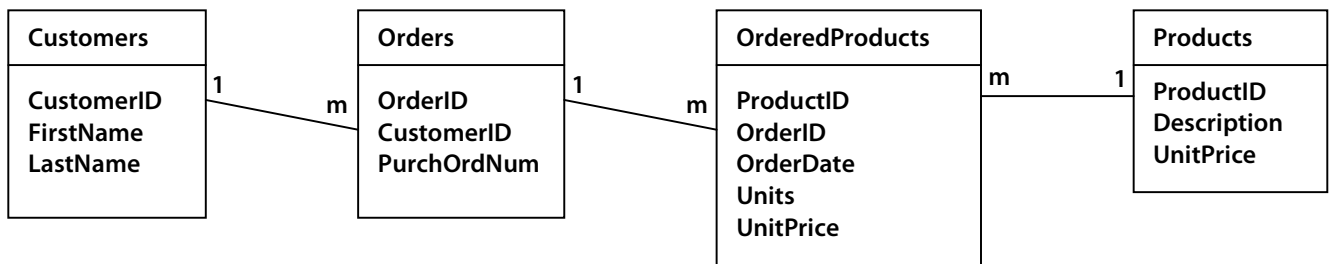 Customers
CustomerID
FirstName
LastName
1
m
Orders
OrderID
CustomerID
PurchOrdNum
1
m
OrderedProducts
ProductID
OrderID
OrderDate
Units
UnitPrice
m
1
Products
ProductID
Description
UnitPrice